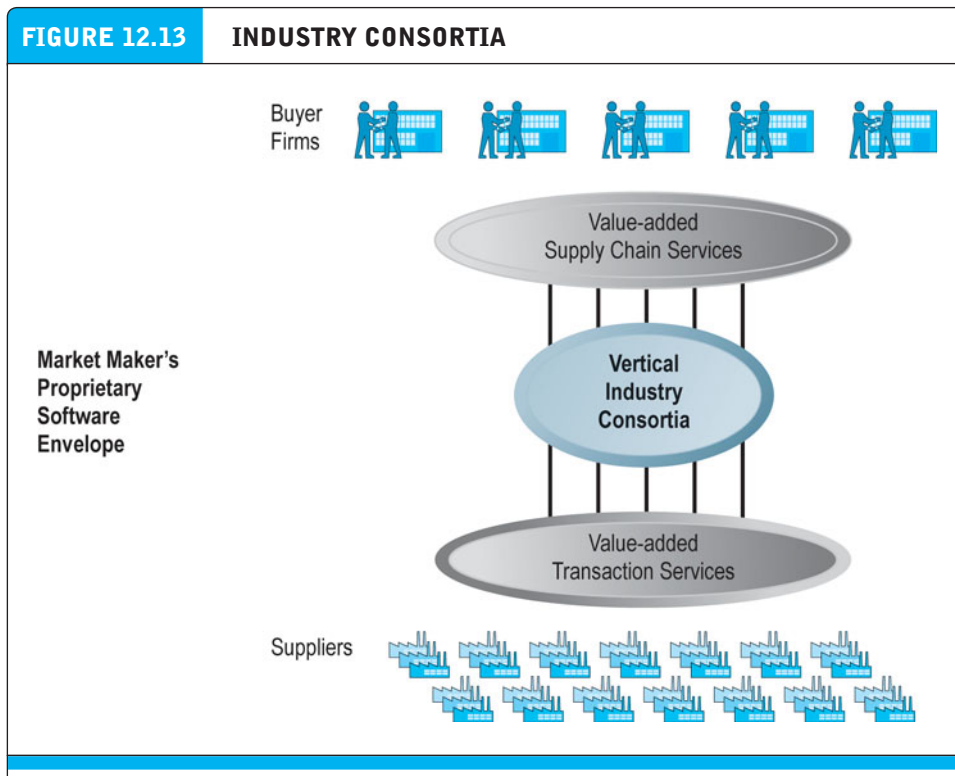 FIGURE 12.13 INDUSTRY CONSORTIA
Buyer
Firms
Value-added
Supply Chain Services
Market Maker's
Proprietary
Software
Envelope
Vertical
Industry
Consortia
Value-added
Transaction Services
Suppliers